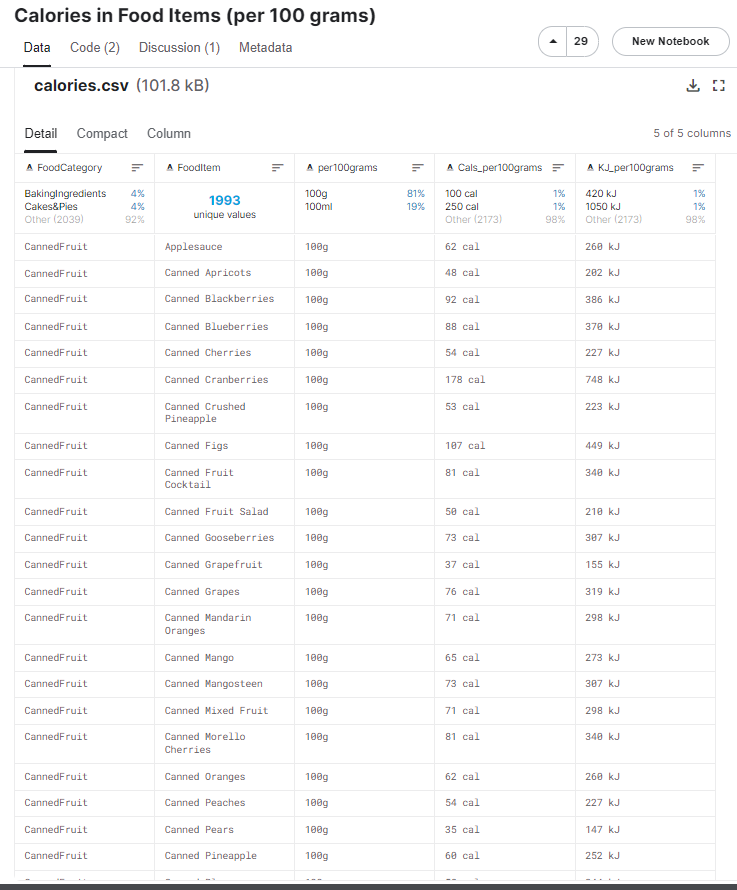 Calories in Food Items (per 100 grams)
Data Code (2) Discussion (1) Metadata
29 New Notebook
calories.csv (101.8 kB)
Detail Compact Column 5 of 5 columns
FoodCategory FoodItem per100grams Cals_per100grams KJ_per100grams
BakingIngredients 4% 1993 100g 81% 100 cal 1% 420 kJ 1%
Cakes&Pies 4% unique values 100ml 19% 250 cal 1% 1050 kJ 1%
Other (2039) 92% Other (2173) 98% Other (2173) 98%
CannedFruit Applesauce 100g 62 cal 260 kJ
CannedFruit Canned Apricots 100g 48 cal 202 kJ
CannedFruit Canned Blackberries 100g 92 cal 386 kJ
CannedFruit Canned Blueberries 100g 88 cal 370 kJ
CannedFruit Canned Cherries 100g 54 cal 227 kJ
CannedFruit Canned Cranberries 100g 178 cal 748 kJ
CannedFruit Canned Crushed 100g 53 cal 223 kJ
Pineapple
CannedFruit Canned Figs 100g 107 cal 449 kJ
CannedFruit Canned Fruit 100g 81 cal 340 kJ
Cocktail
CannedFruit Canned Fruit Salad 100g 50 cal 210 kJ
CannedFruit Canned Gooseberries 100g 73 cal 307 kJ
CannedFruit Canned Grapefruit 100g 37 cal 155 kJ
CannedFruit Canned Grapes 100g 76 cal 319 kJ
CannedFruit Canned Mandarin 100g 71 cal 298 kJ
Oranges
CannedFruit Canned Mango 100g 65 cal 273 kJ
CannedFruit Canned Mangosteen 100g 73 cal 307 kJ
CannedFruit Canned Mixed Fruit 100g 71 cal 298 kJ
CannedFruit Canned Morello 100g 81 cal 340 kJ
Cherries
CannedFruit Canned Oranges 100g 62 cal 260 kJ
CannedFruit Canned Peaches 100g 54 cal 227 kJ
CannedFruit Canned Pears 100g 35 cal 147 kJ
CannedFruit Canned Pineapple 100g 60 cal 252 kJ